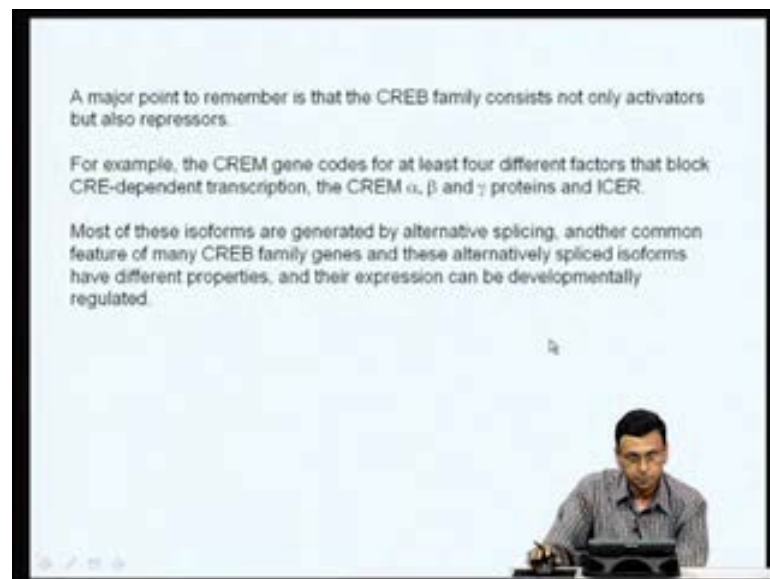 A major point to remember is that the CREB family consists not only activators
but also repressors.
For example, the CREM gene codes for at least four different factors that block
CRE-dependent transcription, the CREM α, β and γ proteins and ICER.
Most of these isoforms are generated by alternative splicing, another common
feature of many CREB family genes and these alternatively spliced isoforms
have different properties, and their expression can be developmentally
regulated.